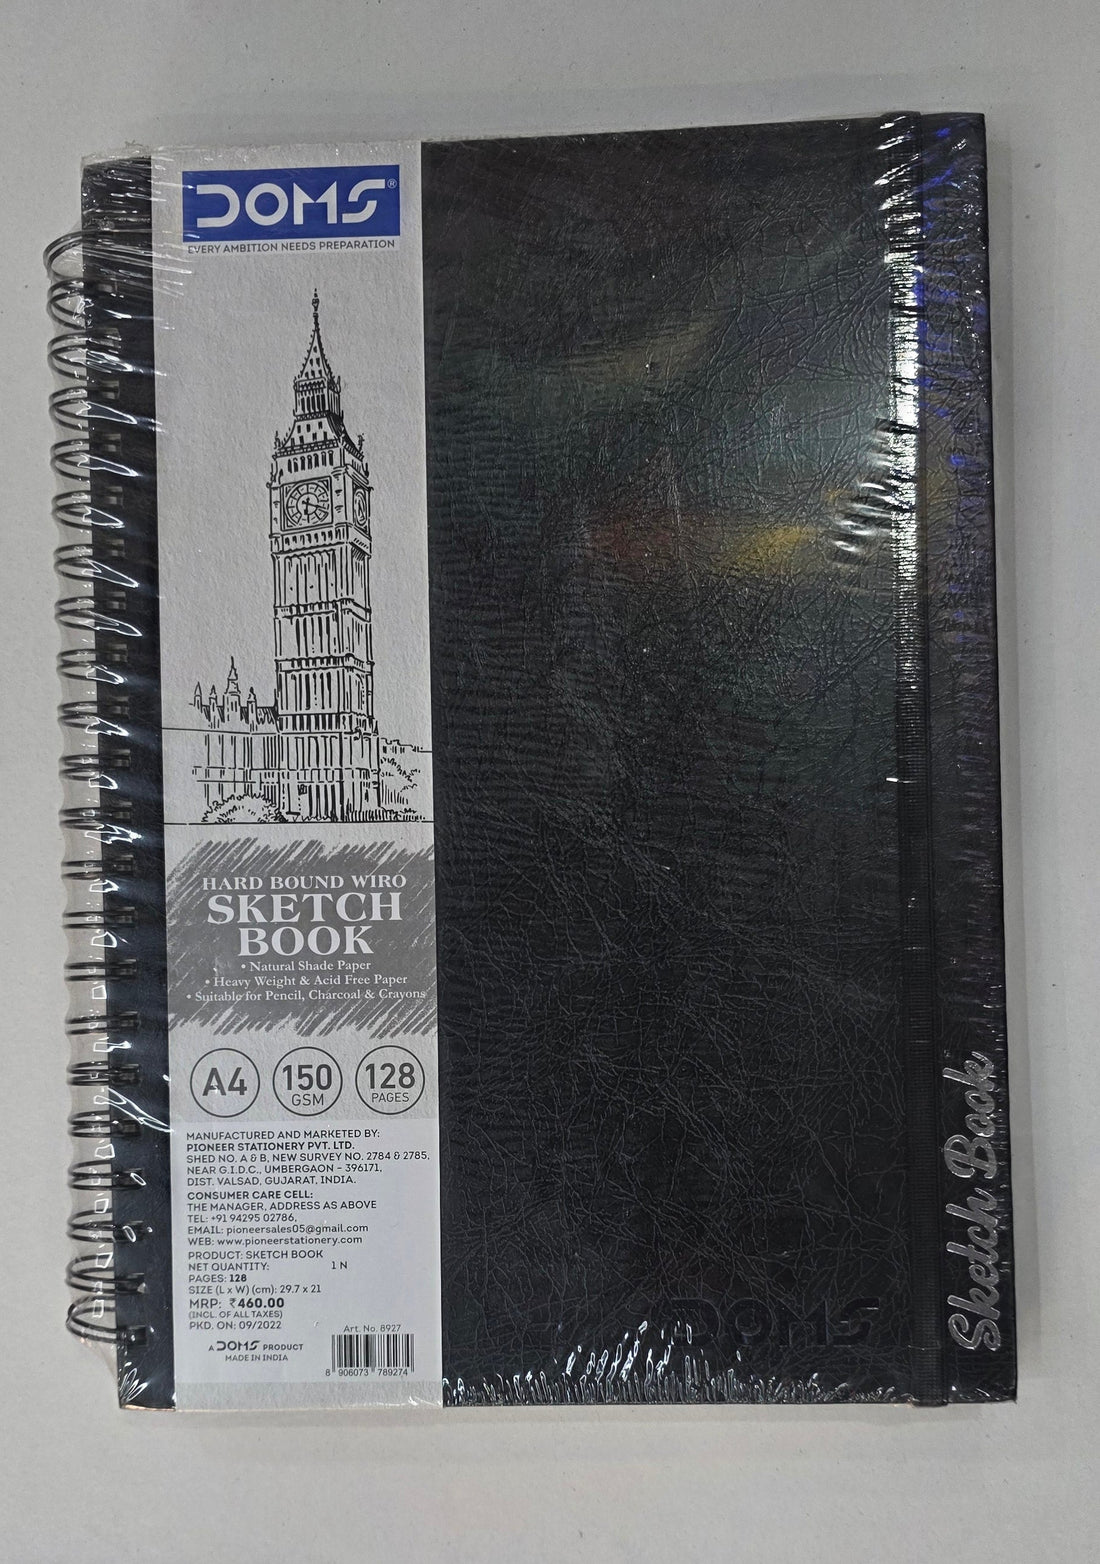 DOMS®
EVERY AMBITION NEEDS PREPARATION
HARD BOUND WIRO
SKETCH
BOOK
• Natural Shade Paper
• Heavy Weight & Acid Free Paper
• Suitable for Pencil, Charcoal & Crayons
A4
150
GSM
128
PAGES
MANUFACTURED AND MARKETED BY:
PIONEER STATIONERY PVT. LTD.
SHED NO. A & B, NEW SURVEY NO. 2784 & 2785,
NEAR G.I.D.C., UMBERGAON - 396171,
DIST. VALSAD, GUJARAT, INDIA.
CONSUMER CARE CELL:
THE MANAGER, ADDRESS AS ABOVE
TEL: +91 94295 02786,
EMAIL: pioneersales05@gmail.com
WEB: www.pioneerstationery.com
PRODUCT: SKETCH BOOK
NET QUANTITY: 1 N
PAGES: 128
SIZE (L x W) (cm): 29.7 x 21
MRP: ₹460.00
(INCL. OF ALL TAXES)
PKD. ON: 09/2022
A DOMS PRODUCT
MADE IN INDIA
Art. No. 8927
8 906073 789274
DOMS
Sketch Book